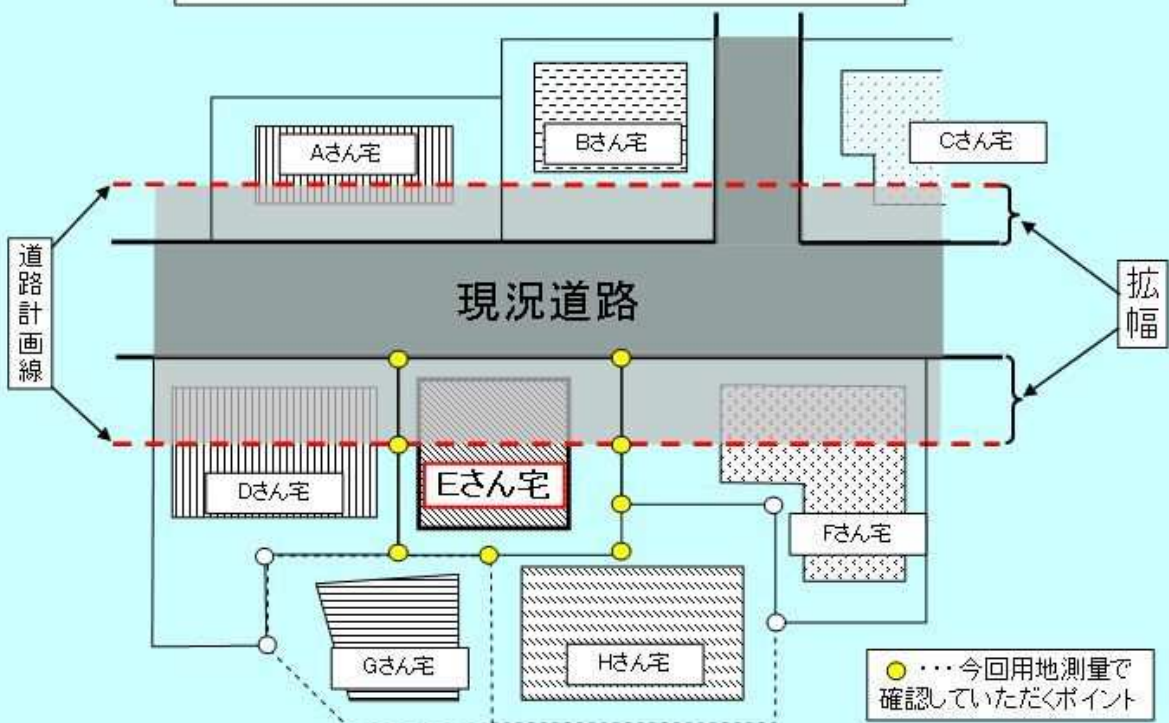 Aさん宅
Bさん宅
Cさん宅
道路計画線
現況道路
拡幅
Dさん宅
Eさん宅
Fさん宅
Gさん宅
Hさん宅
・・・今回用地測量で
確認していただくポイント